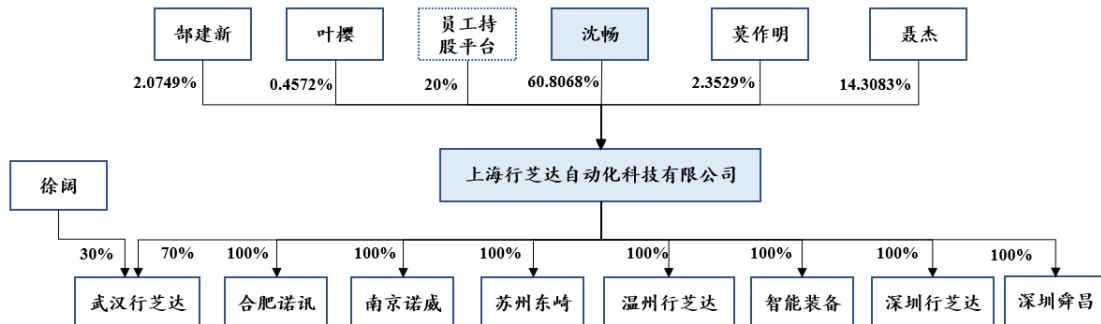 郜建新
叶樱
员工持
股平台
沈畅
莫作明
聂杰
2.0749%
0.4572%
20%
60.8068%
2.3529%
14.3083%
上海行芝达自动化科技有限公司
徐阔
30%
70%
100%
100%
100%
100%
100%
100%
100%
武汉行芝达
合肥诺讯
南京诺威
苏州东崎
温州行芝达
智能装备
深圳行芝达
深圳舜昌